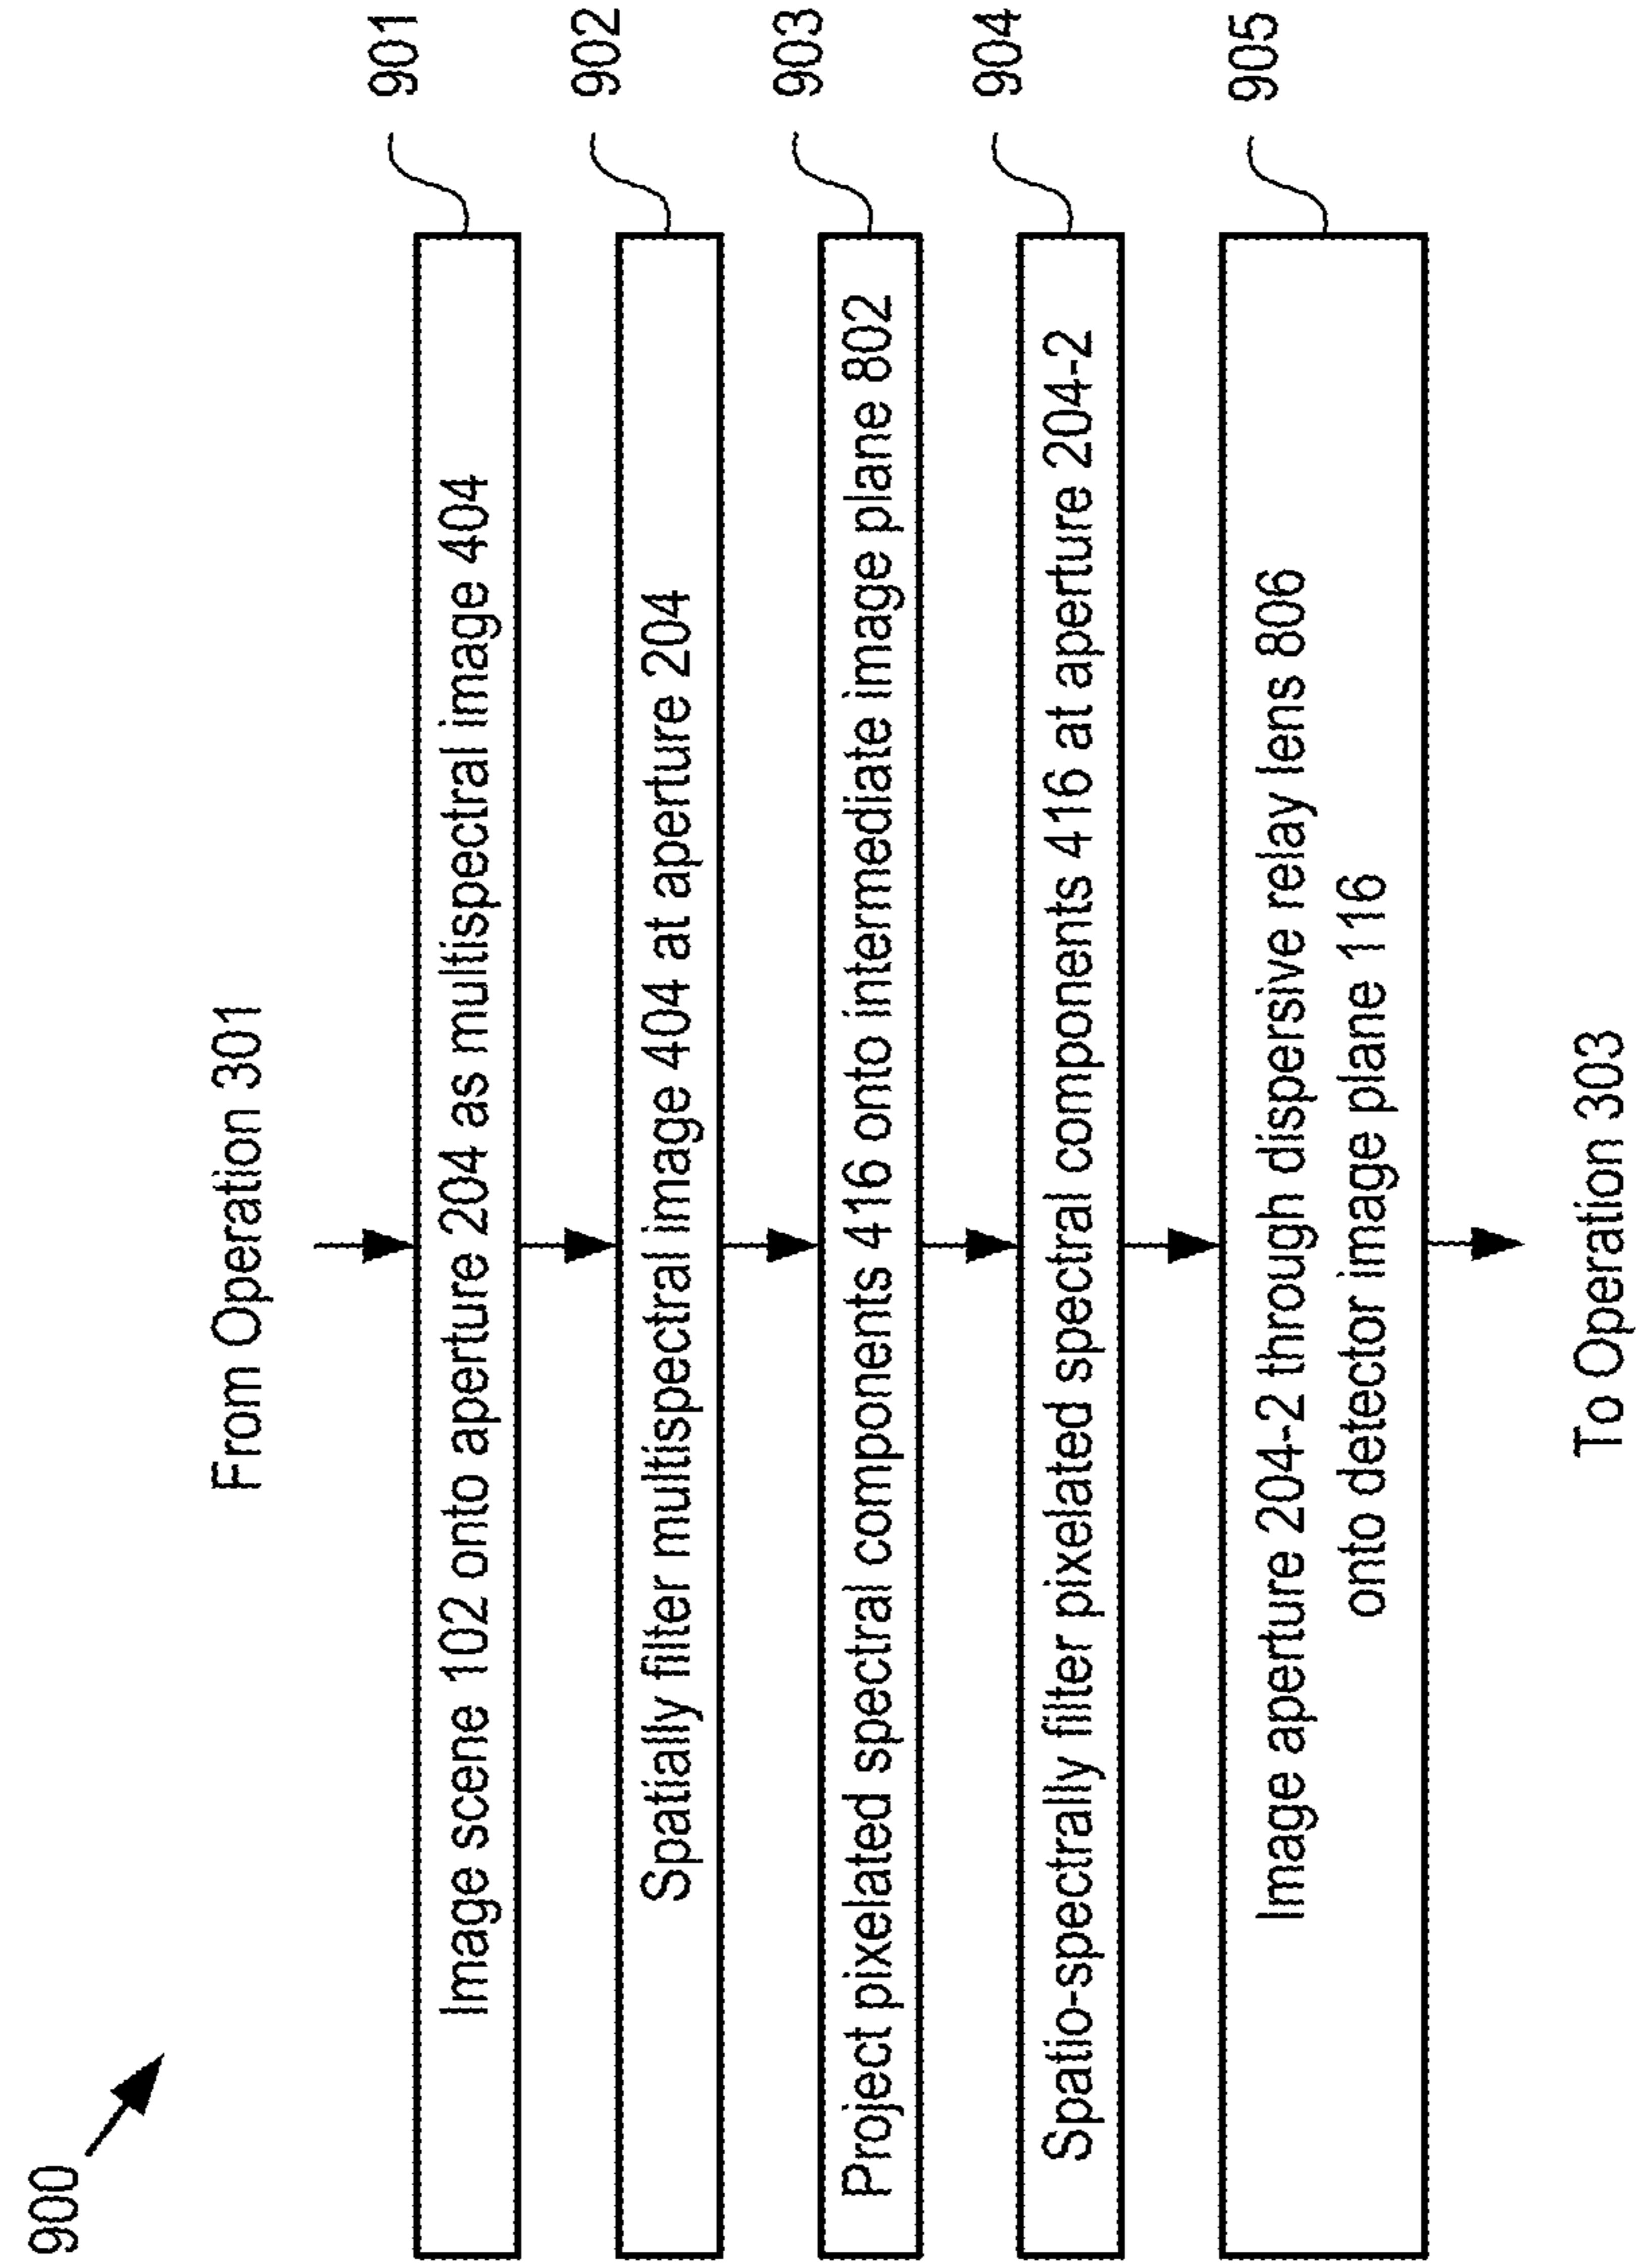 900
From Operation 301
Image scene 102 onto aperture 204 as multispectral image 404
901
Spatially filter multispectral image 404 at aperture 204
902
Project pixelated spectral components 416 onto intermediate image plane 802
903
Spatio-spectrally filter pixelated spectral components 416 at aperture 204-2
904
Image aperture 204-2 through dispersive relay lens 806
onto detector image plane 116
905
To Operation 303